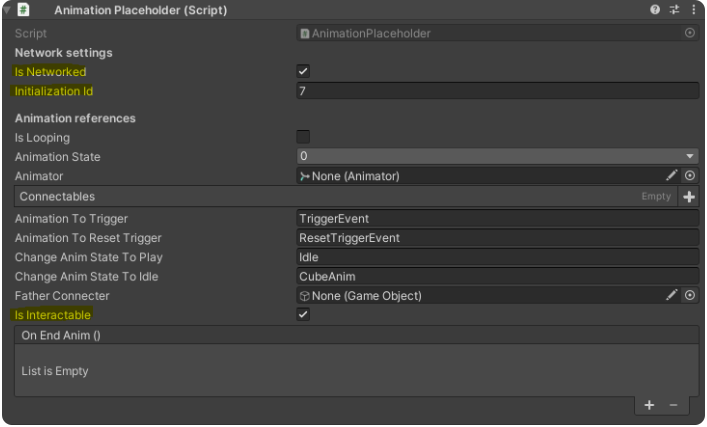 Animation Placeholder (Script)
Script AnimationPlaceholder
Network settings
Is Networked
Initialization Id 7
Animation references
Is Looping
Animation State 0
Animator None (Animator)
Connectables Empty
Animation To Trigger TriggerEvent
Animation To Reset Trigger ResetTriggerEvent
Change Anim State To Play Idle
Change Anim State To Idle CubeAnim
Father Connecter None (Game Object)
Is Interactable
On End Anim ()
List is Empty